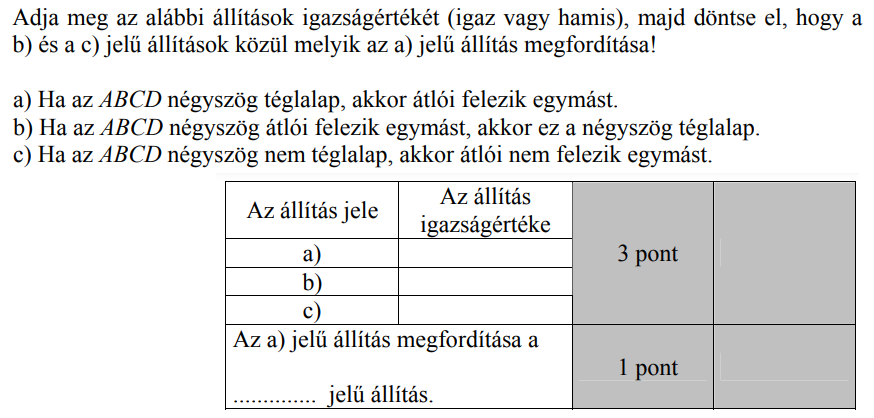 Adja meg az alábbi állítások igazságértékét (igaz vagy hamis), majd döntse el, hogy a
b) és a c) jelű állítások közül melyik az a) jelű állítás megfordítása!
a) Ha az ABCD négyszög téglalap, akkor átlói felezik egymást.
b) Ha az ABCD négyszög átlói felezik egymást, akkor ez a négyszög téglalap.
c) Ha az ABCD négyszög nem téglalap, akkor átlói nem felezik egymást.
Az állítás jele
Az állítás
igazságértéke
3 pont
a)
b)
c)
Az a) jelű állítás megfordítása a
1 pont
.............. jelű állítás.